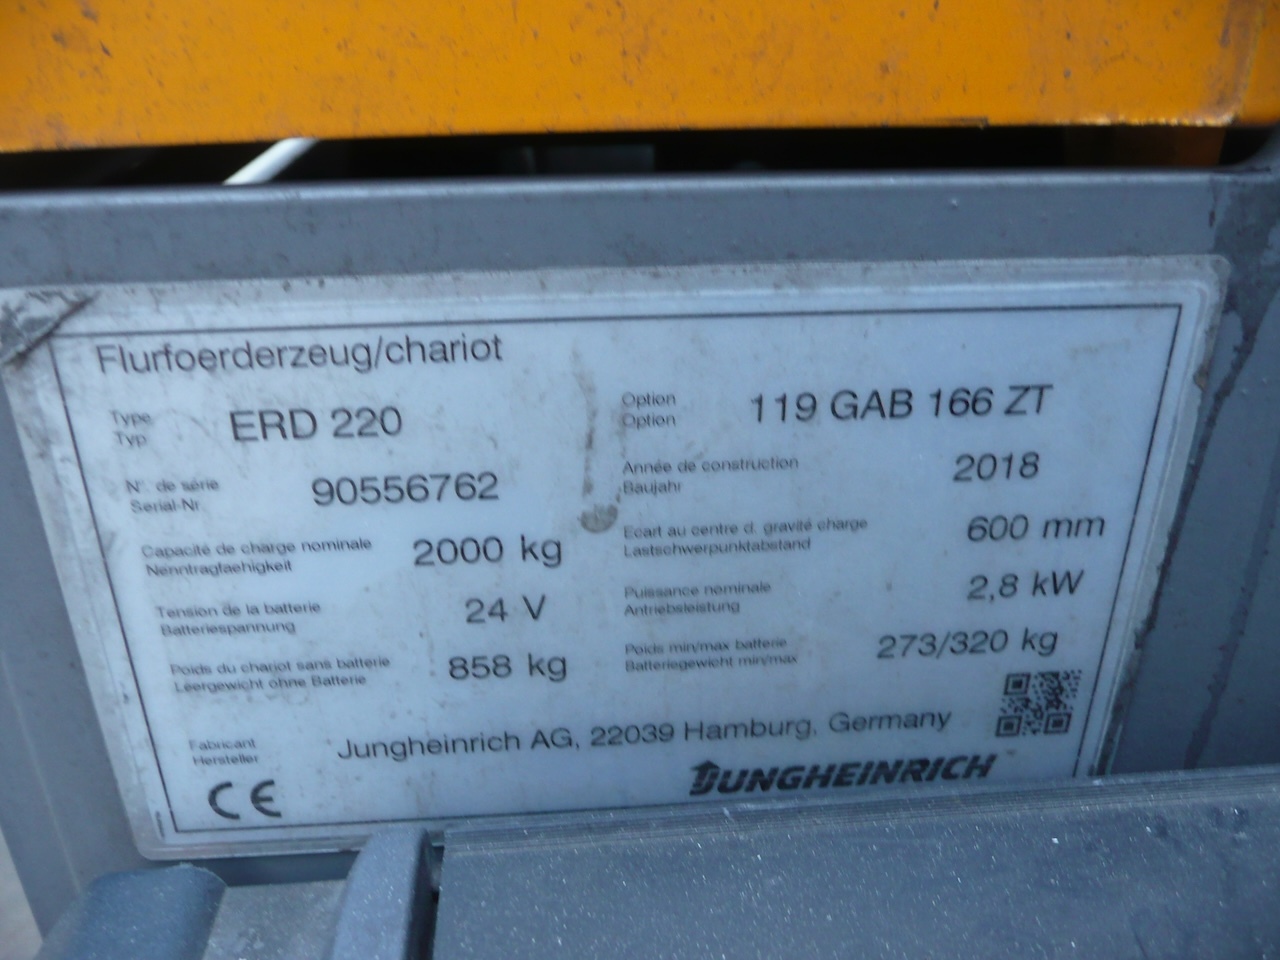 Flurfoerderzeug/chariot
Type
Typ
ERD 220
Option
Option
119 GAB 166 ZT
N°. de série
Serial-Nr.
90556762
Année de construction
Baujahr
2018
Capacité de charge nominale
Nenntragfaehigkeit
2000 kg
Ecart au centre d. gravité charge
Lastschwerpunktabstand
600 mm
Tension de la batterie
Batteriespannung
24 V
Puissance nominale
Antriebsleistung
2,8 kW
Poids du chariot sans batterie
Leergewicht ohne Batterie
858 kg
Poids min/max batterie
Batteriegewicht min/max
273/320 kg
Fabricant
Hersteller
Jungheinrich AG, 22039 Hamburg, Germany
CE
JUNGHEINRICH